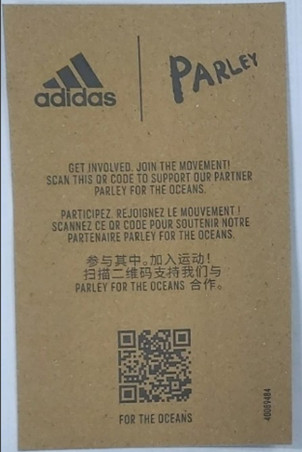 adidas
PARLEY
GET INVOLVED. JOIN THE MOVEMENT!
SCAN THIS QR CODE TO SUPPORT OUR PARTNER
PARLEY FOR THE OCEANS.
PARTICIPEZ. REJOIGNEZ LE MOUVEMENT !
SCANNEZ CE QR CODE POUR SOUTENIR NOTRE
PARTENAIRE PARLEY FOR THE OCEANS.
参与其中。加入运动!
扫描二维码支持我们与
PARLEY FOR THE OCEANS 合作。
FOR THE OCEANS
40069484